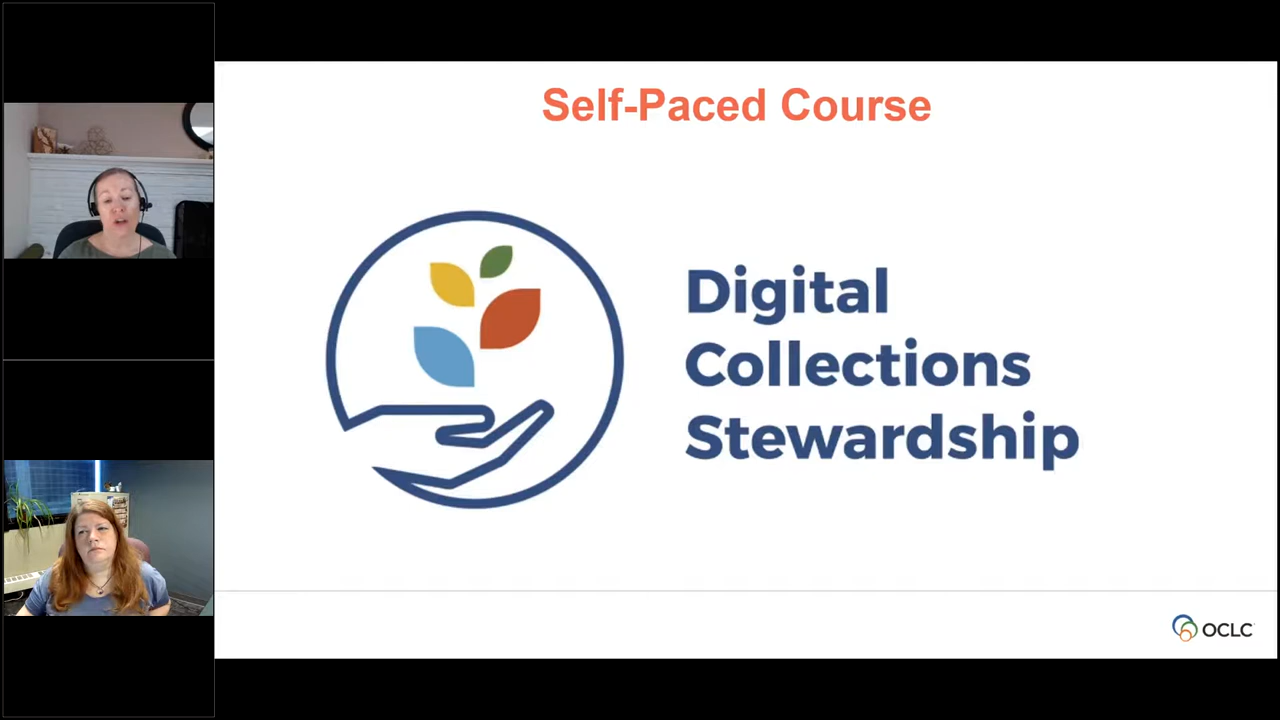 Self-Paced Course
Digital
Collections
Stewardship
OCLC